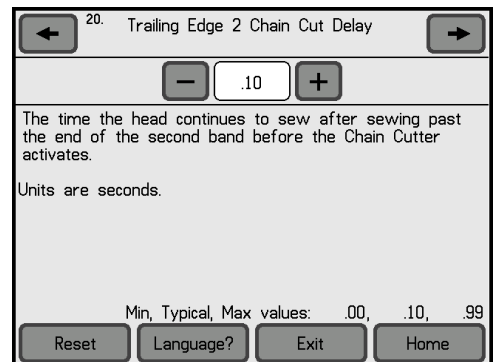 20. Trailing Edge 2 Chain Cut Delay
.10
The time the head continues to sew after sewing past
the end of the second band before the Chain Cutter
activates.
Units are seconds.
Min, Typical, Max values: .00, .10, .99
Reset Language? Exit Home